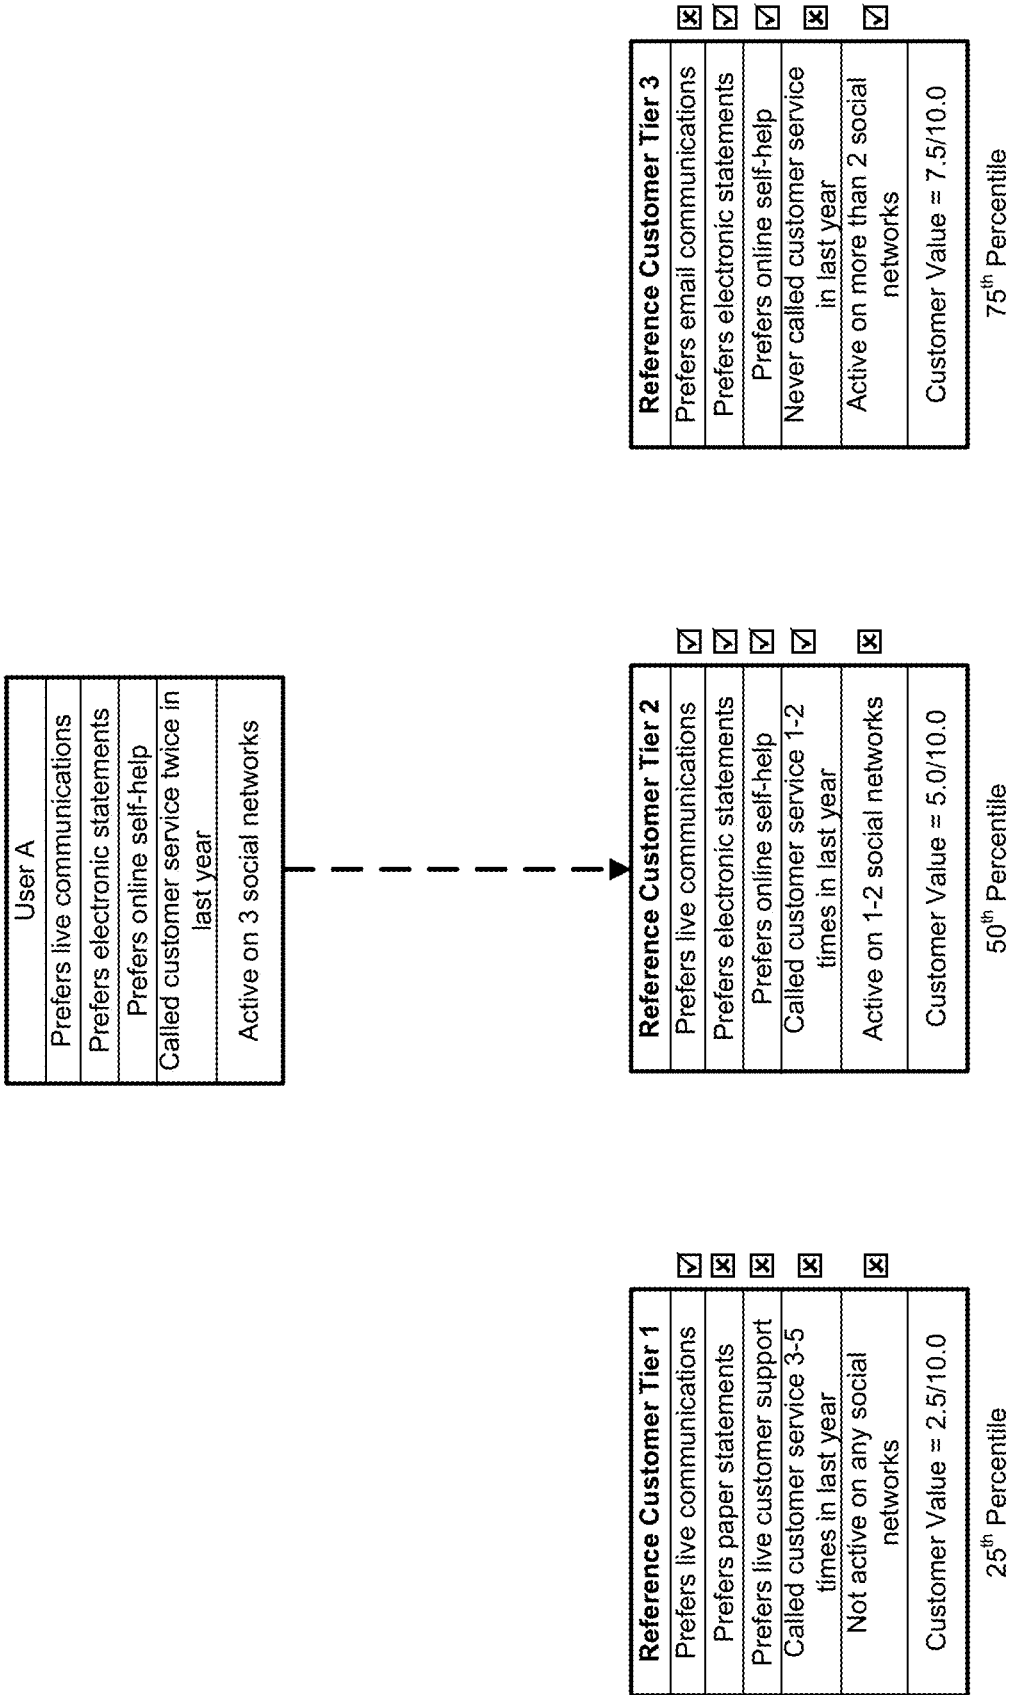 User A
Prefers live communications
Prefers electronic statements
Prefers online self-help
Called customer service twice in
last year
Active on 3 social networks
Reference Customer Tier 1
Prefers live communications
Prefers paper statements
Prefers live customer support
Called customer service 3-5
times in last year
Not active on any social
networks
Customer Value = 2.5/10.0
25th Percentile
Reference Customer Tier 2
Prefers live communications
Prefers electronic statements
Prefers online self-help
Called customer service 1-2
times in last year
Active on 1-2 social networks
Customer Value = 5.0/10.0
50th Percentile
Reference Customer Tier 3
Prefers email communications
Prefers electronic statements
Prefers online self-help
Never called customer service
in last year
Active on more than 2 social
networks
Customer Value = 7.5/10.0
75th Percentile